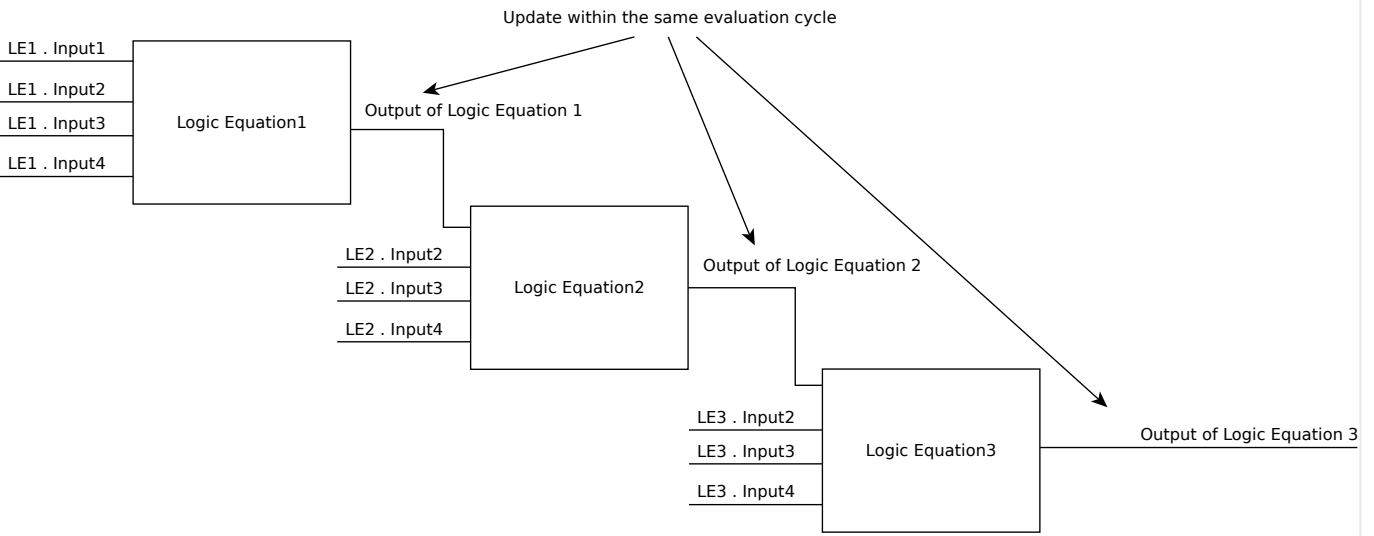 Update within the same evaluation cycle
LE1 . Input1
LE1 . Input2
LE1 . Input3
LE1 . Input4
Logic Equation1
Output of Logic Equation 1
LE2 . Input2
LE2 . Input3
LE2 . Input4
Logic Equation2
Output of Logic Equation 2
LE3 . Input2
LE3 . Input3
LE3 . Input4
Logic Equation3
Output of Logic Equation 3